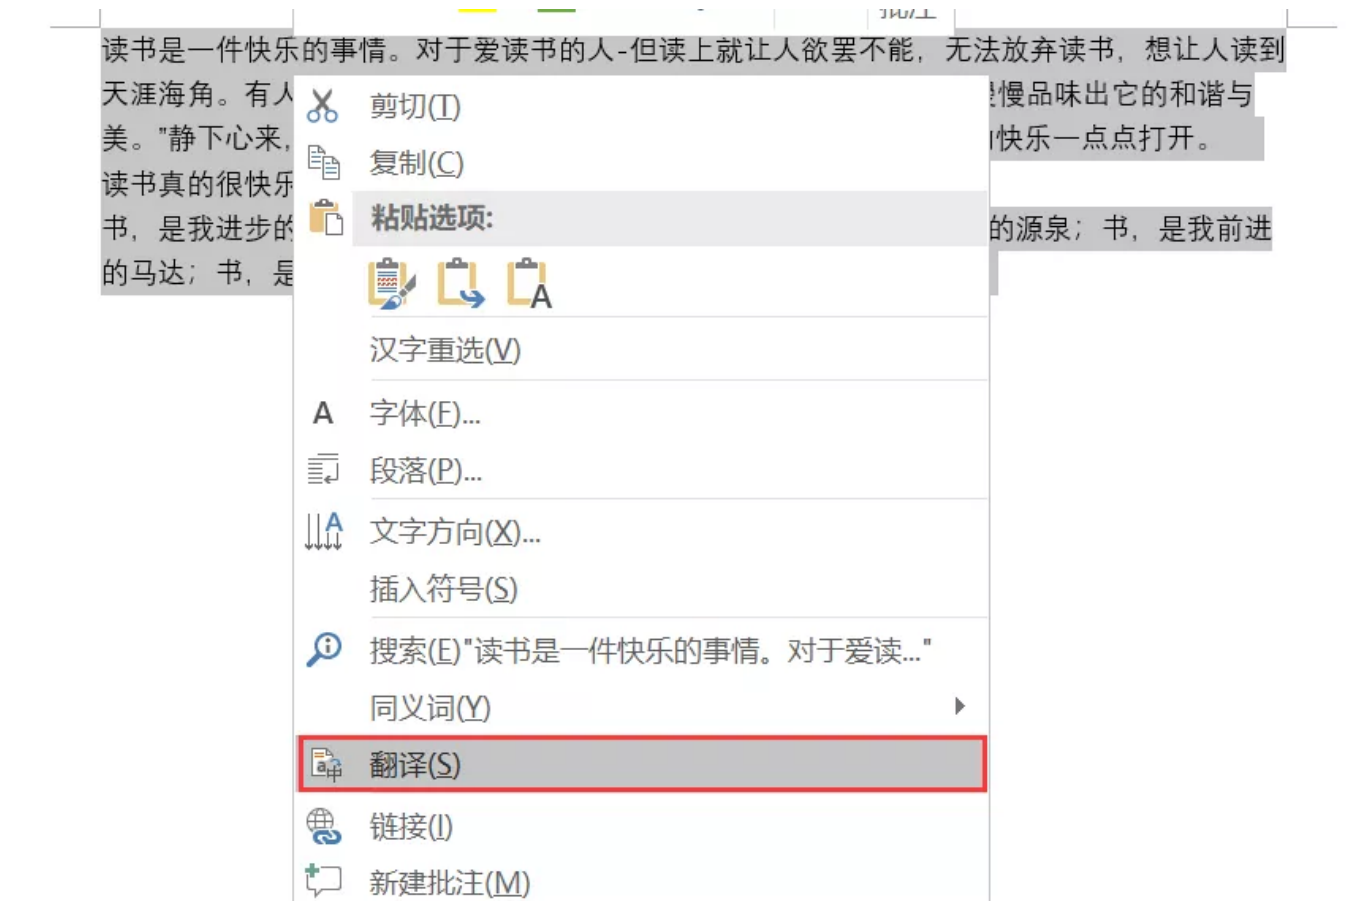 批注
读书是一件快乐的事情。对于爱读书的人-但读上就让人欲罢不能，无法放弃读书，想让人读到
天涯海角。有人
慢品味出它的和谐与
美。"静下心来,
快乐一点点打开。
读书真的很快乐
书，是我进步的
的源泉；书，是我前进
的马达；书，是
剪切(T)
复制(C)
粘贴选项:
汉字重选(V)
字体(F)...
段落(P)...
文字方向(X)...
插入符号(S)
搜索(E)"读书是一件快乐的事情。对于爱读..."
同义词(Y)
翻译(S)
链接(I)
新建批注(M)